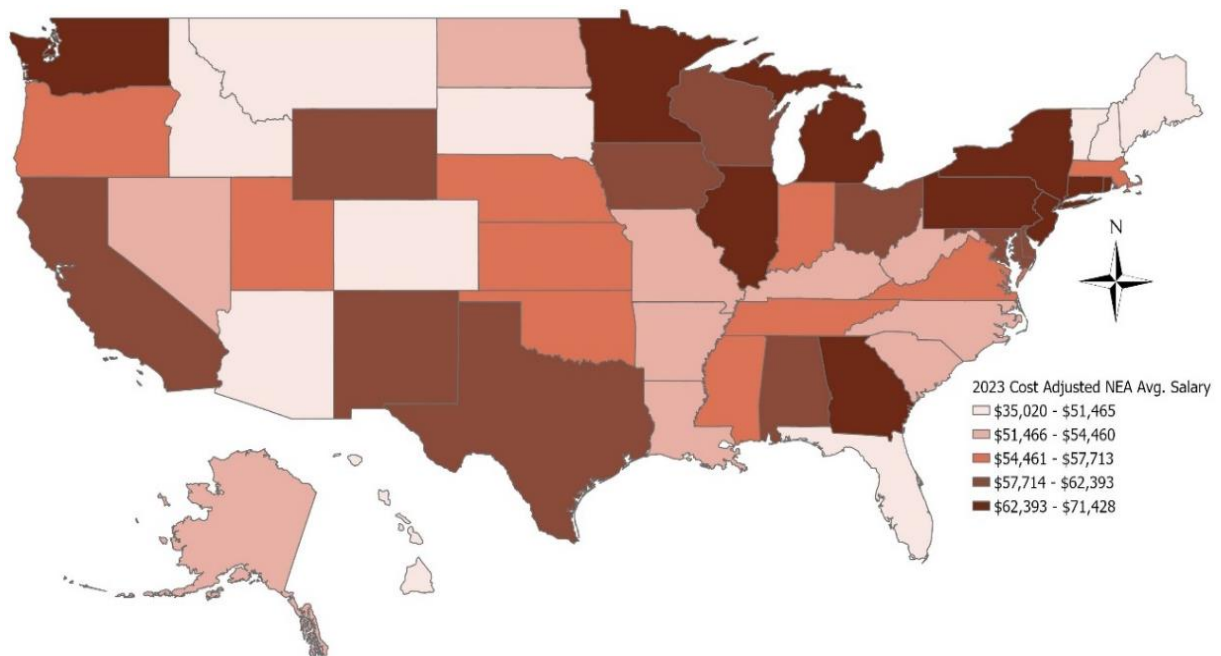 N
2023 Cost Adjusted NEA Avg. Salary
$35,020 - $51,465
$51,466 - $54,460
$54,461 - $57,713
$57,714 - $62,393
$62,393 - $71,428